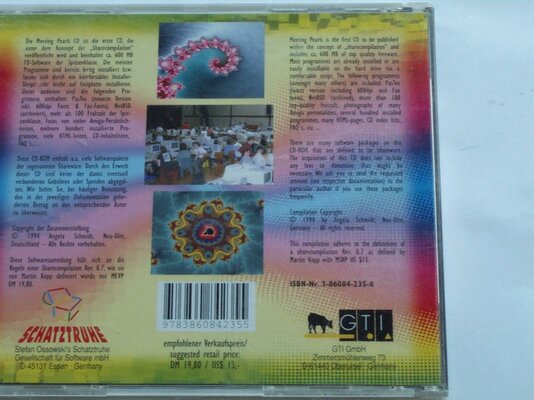 Die Meeting Pearls CD ist die erste CD, die
unter dem Konzept der „Sharecompilation"
veröffentlicht wird und beinhaltet ca. 600 MB
FD-Software der Spitzenklasse. Die meisten
Programme sind bereits fertig installiert bzw.
lassen sich durch ein komfortables Installer-
Skript sehr leicht auf Festplatte installieren.
Unter anderem sind die folgenden Pro-
gramme enthalten: PasTex (neueste Version
inkl. 600dpi Fonts & Fax-Fonts), NetBSD
(archiviert), mehr als 100 Fraktale der Spit-
zenklasse, Fotos von vielen Amiga-Persönlich-
keiten, mehrere hundert installierte Pro-
gramme, viele HTML-Seiten, CD-Inhaltslisten,
FAQ's...
Diese CD-ROM enthält u.a. viele Softwarepakete
der sogenannten Shareware. Durch den Erwerb
dieser CD sind keine der damit eventuell
verbundenen Gebühren oder Spenden abgegol-
ten. Wir bitten Sie, bei häufiger Benutzung
den in der jeweiligen Dokumentation gefor-
derten Betrag an den entsprechenden Autor
zu überweisen.
Copyright der Zusammenstellung
© 1994 Angela Schmidt, Neu-Ulm,
Deutschland - Alle Rechte vorbehalten.
Diese Softwaresammlung hält sich an die
Regeln einer Sharecompilation Rev. 0.7, wie sie
von Martin Kopp definiert wurden mit MEVP
DM 19,80.
SCHATZTRUHE
Stefan Ossowski's Schatztruhe
Gesellschaft für Software mbH
D-45131 Essen · Germany
9783860842355
empfohlener Verkaufspreis/
suggested retail price:
DM 19,80 / US$ 13,-
Meeting Pearls is the first CD to be published
within the concept of „sharecompilation" and
includes ca. 600 MB of top quality freeware.
Most programmes are already installed or are
easily installable on the hard drive via a
comfortable script. The following programmes
(amongst many others) are included: PasTex
(latest version including 600dpi and Fax
fonts), NetBSD (archived), more than 100
top-quality fractals, photographs of many
Amiga personalities, several hundred installed
programmes, many HTML-pages, CD index lists,
FAQ's, etc. ...
There are many software packages on this
CD-ROM that are defined to be shareware.
The acquisition of this CD does not include
any fees or donations that might be
necessary. We ask you to send the requested
amount (see respective documentation) to the
particular author if you use these packages
frequently.
Compilation Copyright
© 1994 by Angela Schmidt, Neu-Ulm,
Germany - All rights reserved.
This compilation adheres to the definitions of
a sharecompilation Rev. 0.7 as defined by
Martin Kopp with MSRP US $13.
ISBN-Nr. 3-86084-235-8
GTI
GTI GmbH
Zimmersmühlenweg 73
D-61440 Oberursel · Germany